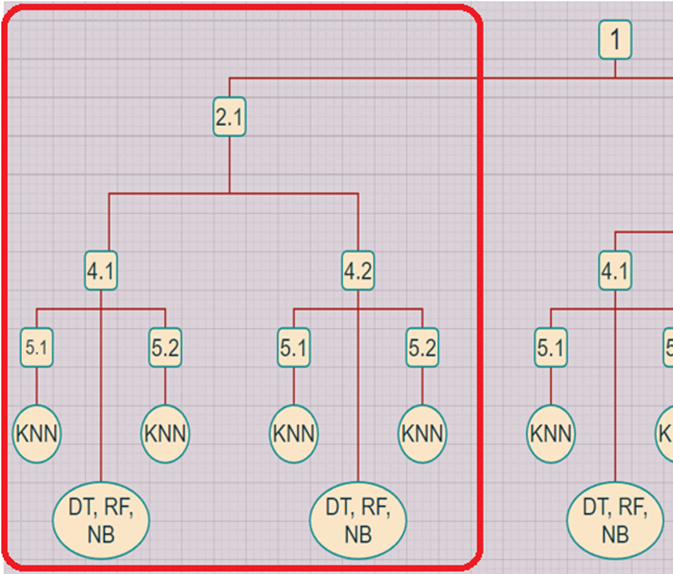 1
2.1
4.1
4.2
4.1
5.1
5.2
5.1
5.2
5.1
KNN
KNN
KNN
KNN
KNN
DT, RF,
NB
DT, RF,
NB
DT, RF,
NB